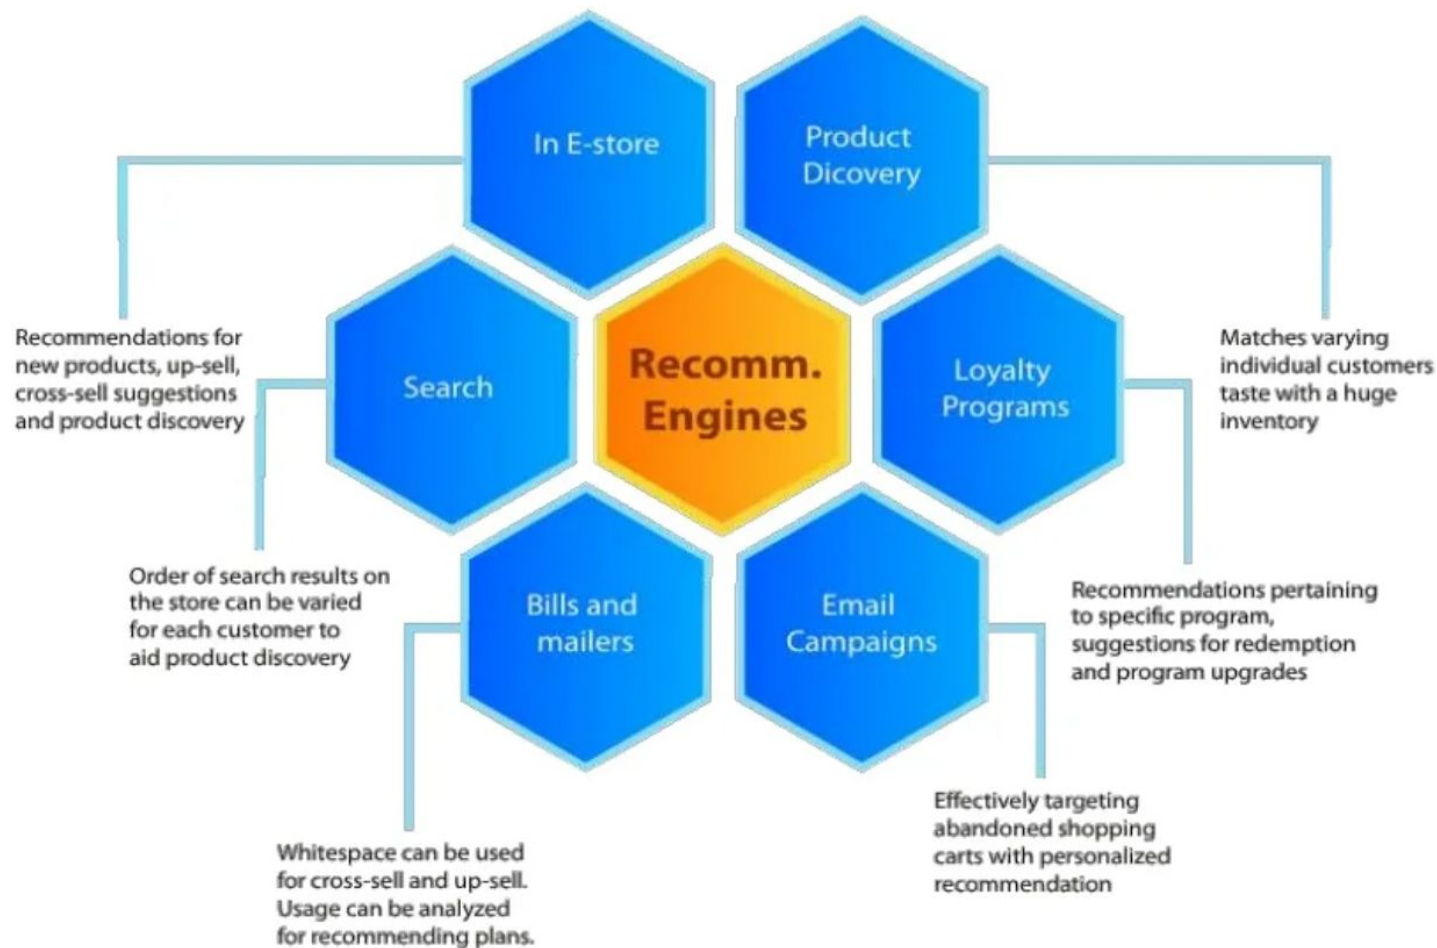 In E-store
Product
Dicovery
Search
Recomm.
Engines
Loyalty
Programs
Bills and
mailers
Email
Campaigns
Recommendations for
new products, up-sell,
cross-sell suggestions
and product discovery
Matches varying
individual customers
taste with a huge
inventory
Order of search results on
the store can be varied
for each customer to
aid product discovery
Recommendations pertaining
to specific program,
suggestions for redemption
and program upgrades
Whitespace can be used
for cross-sell and up-sell.
Usage can be analyzed
for recommending plans.
Effectively targeting
abandoned shopping
carts with personalized
recommendation